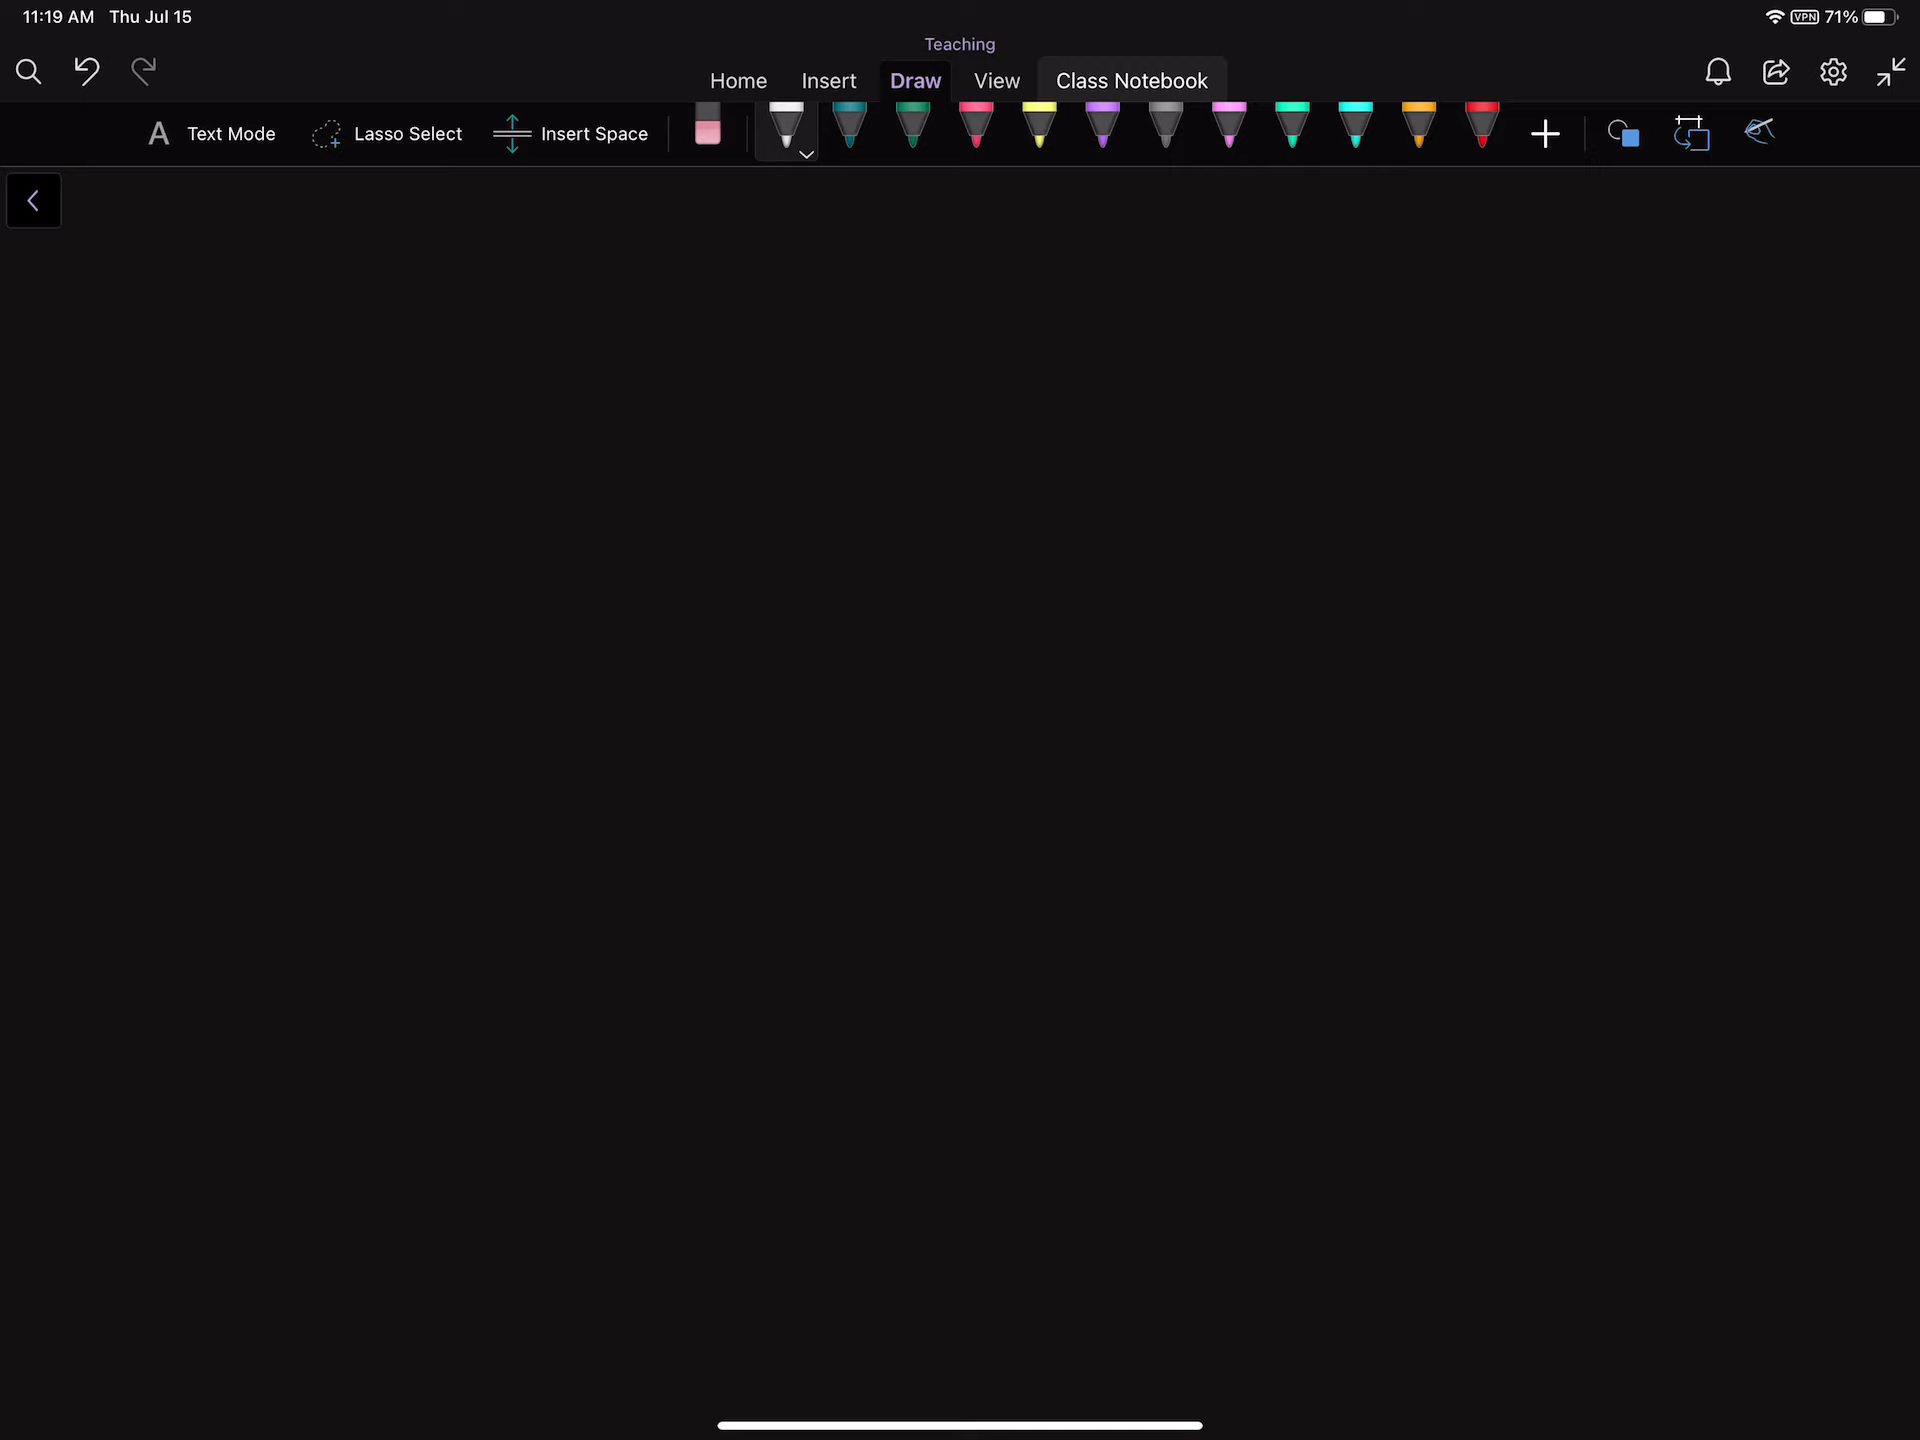 11:19 AM Thu Jul 15
VPN 71%
Teaching
Home Insert Draw View Class Notebook
A Text Mode Lasso Select Insert Space